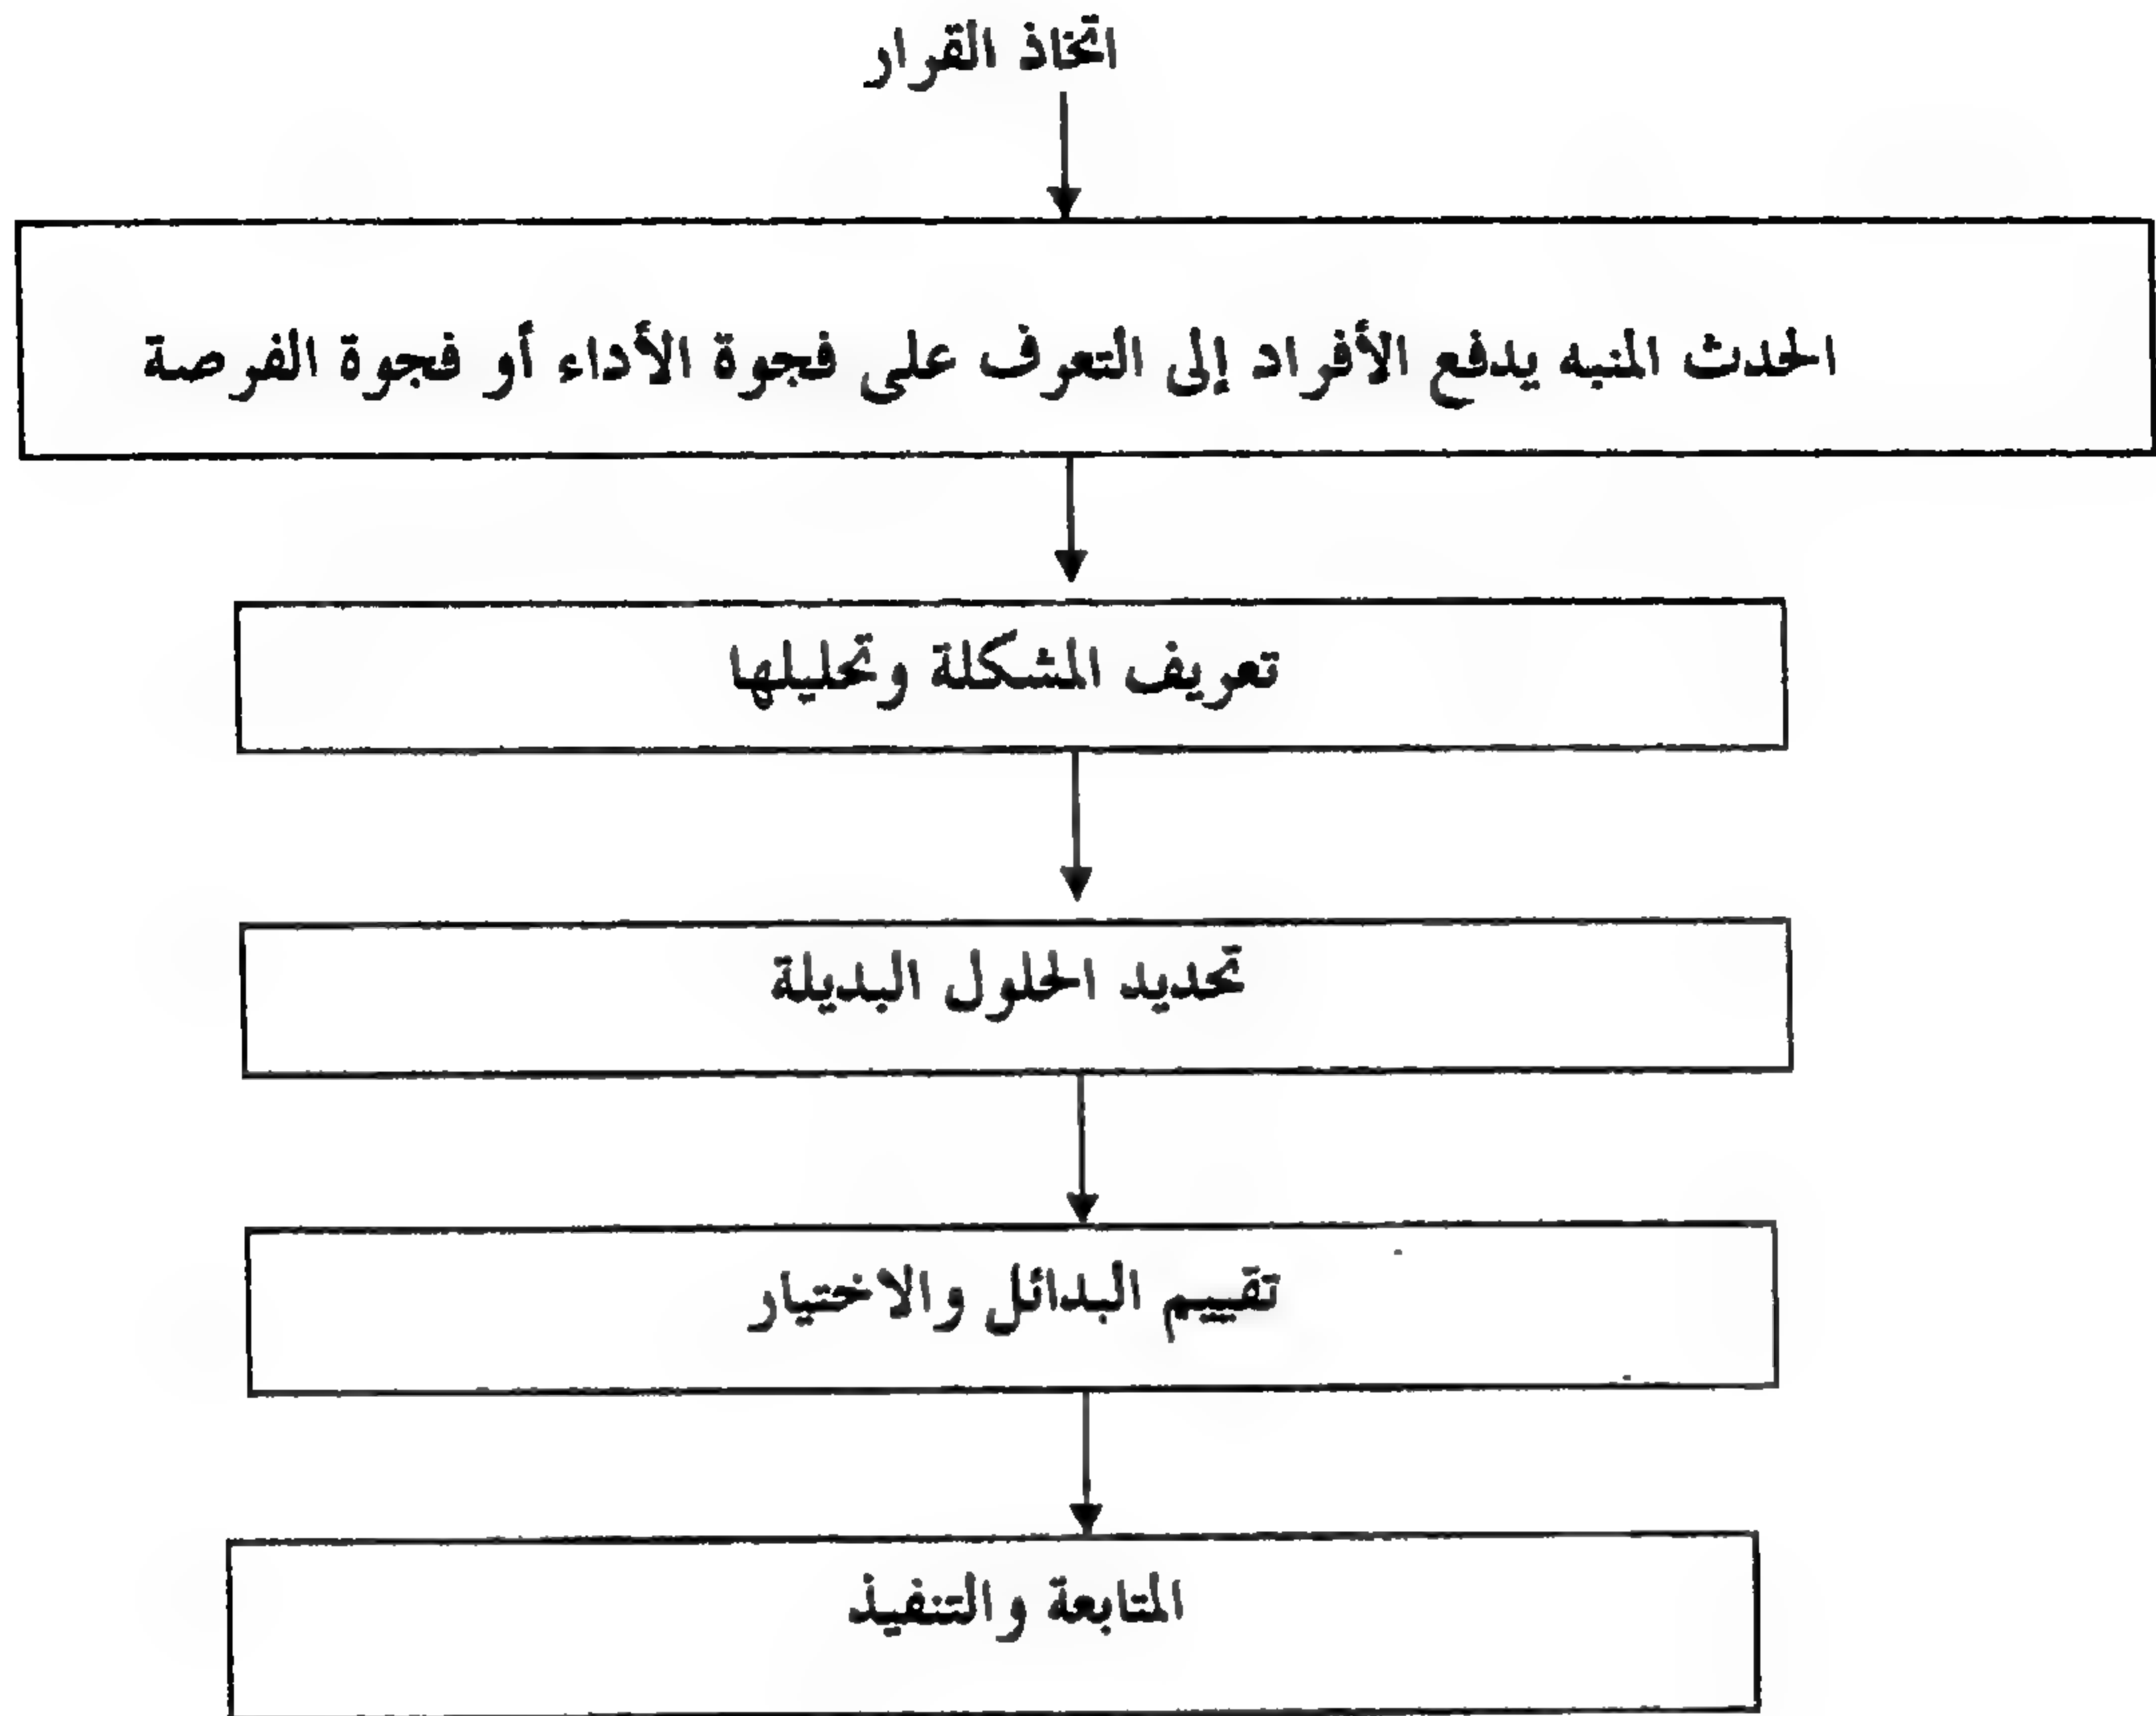 اتخاذ القرار
الحدث المنبه يدفع الأفراد إلى التعرف على فجوة الأداء أو فجوة الفرصة
تعريف المشكلة وتحليلها
تحديد الحلول البديلة
تقييم البدائل والاختيار
المتابعة والتنفيذ